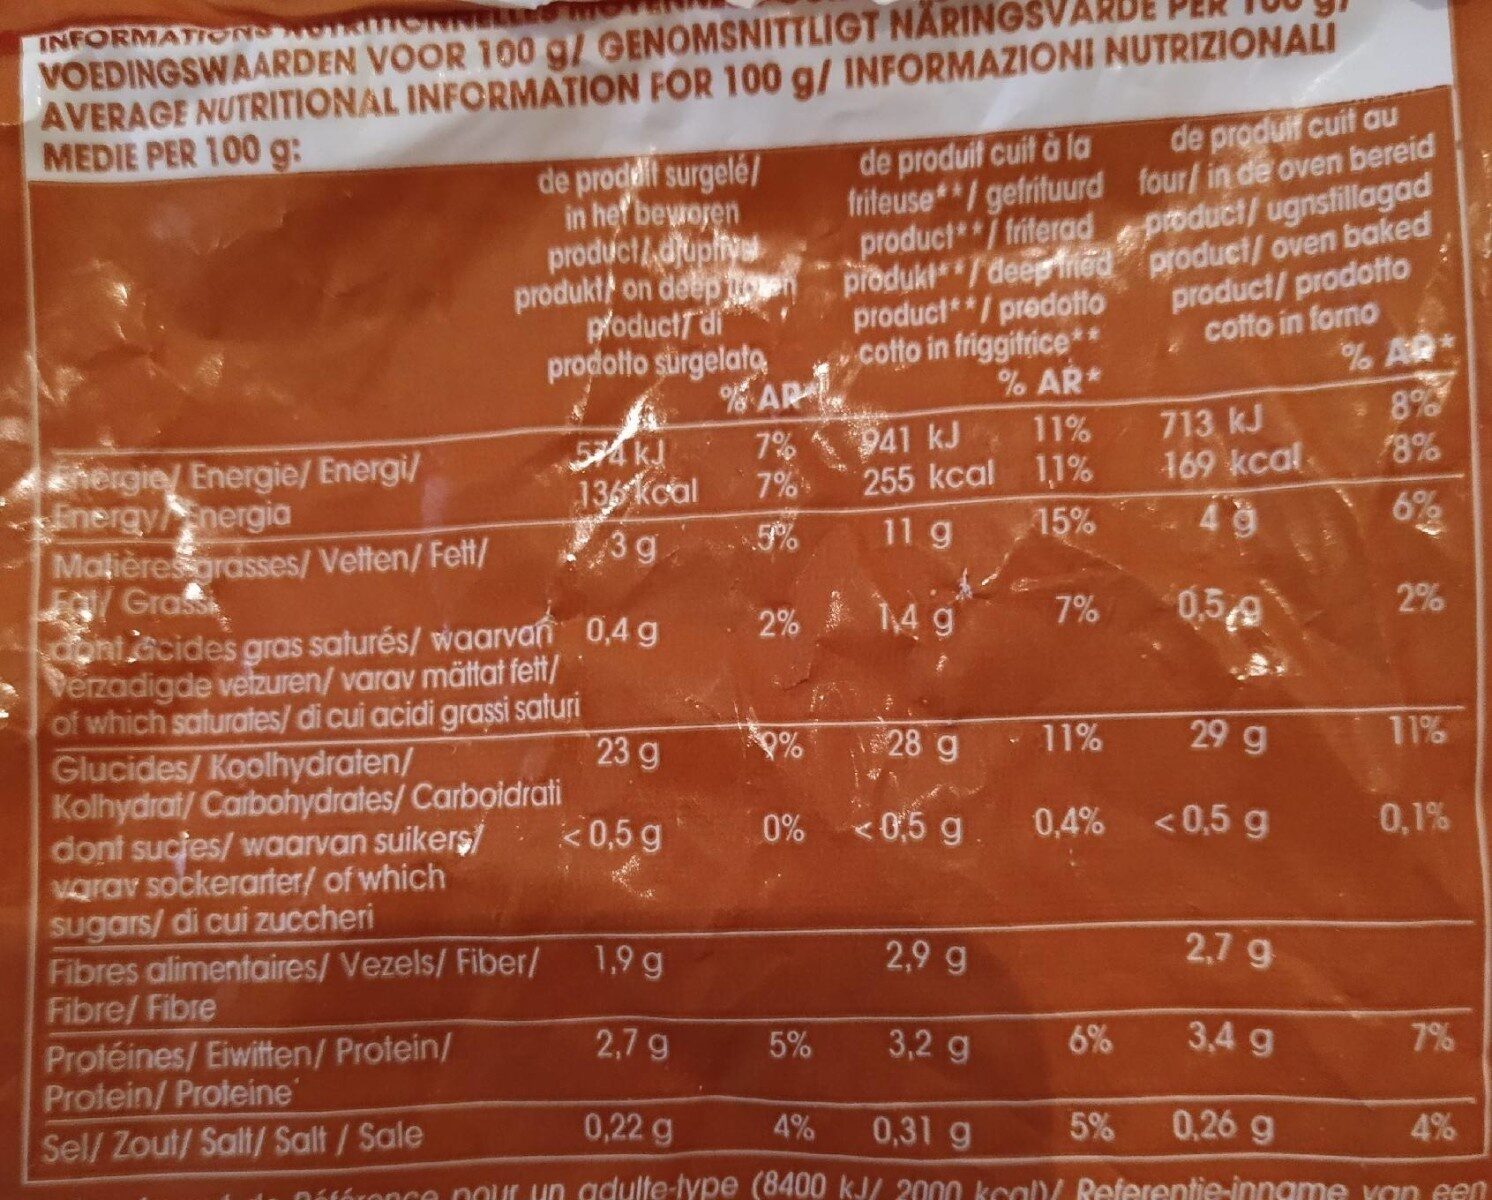 INFORMATIONS
VOEDINGSWAARDEN VOOR 100 g/ GENOMSNITTLIGT NÄRINGSVÄRDE PER 100 g/
AVERAGE NUTRITIONAL INFORMATION FOR 100 g/ INFORMAZIONI NUTRIZIONALI
MEDIE PER 100 g:
de produit surgelé/
in het bevroren
product/ djupfryst
produkt/ on deep frozen
product/ di
prodotto surgelato
% AR*
de produit cuit à la
friteuse**/ gefrituurd
product**/ friterad
produkt**/ deep fried
product**/ prodotto
cotto in friggitrice**
% AR*
de produit cuit au
four/ in de oven bereid
product/ ugnstillagad
product/ oven baked
product/ prodotto
cotto in forno
% AR*
Energie/ Energie/ Energi/ 574 kJ 7% 941 kJ 11% 713 kJ 8%
Energy/ Energia 136 kcal 7% 255 kcal 11% 169 kcal 8%
Matières grasses/ Vetten/ Fett/ 3 g 5% 11 g 15% 4 g 6%
Fat/ Grassi
dont acides gras saturés/ waarvan 0,4 g 2% 1,4 g 7% 0,5 g 2%
verzadigde vetzuren/ varav mättat fett/
of which saturates/ di cui acidi grassi saturi
Glucides/ Koolhydraten/ 23 g 9% 28 g 11% 29 g 11%
Kolhydrat/ Carbohydrates/ Carboidrati
dont sucres/ waarvan suikers/ < 0,5 g 0% < 0,5 g 0,4% < 0,5 g 0,1%
varav sockerarter/ of which
sugars/ di cui zuccheri
Fibres alimentaires/ Vezels/ Fiber/ 1,9 g 2,9 g 2,7 g
Fibre/ Fibre
Protéines/ Eiwitten/ Protein/ 2,7 g 5% 3,2 g 6% 3,4 g 7%
Protein/ Proteine
Sel/ Zout/ Salt/ Salt / Sale 0,22 g 4% 0,31 g 5% 0,26 g 4%
pour un adulte-type (8400 kJ/ 2000 kcal)/ Referentie-inname van een